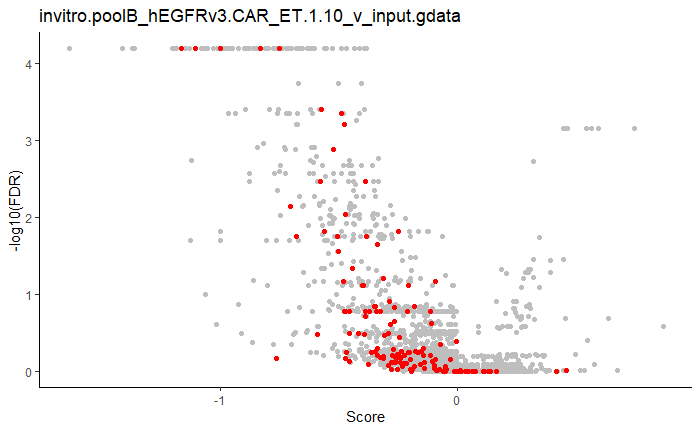 invitro.poolB_hEGFRv3.CAR_ET.1.10_v_input.gdata
4
3
2
1
0
-log10(FDR)
-1
0
Score